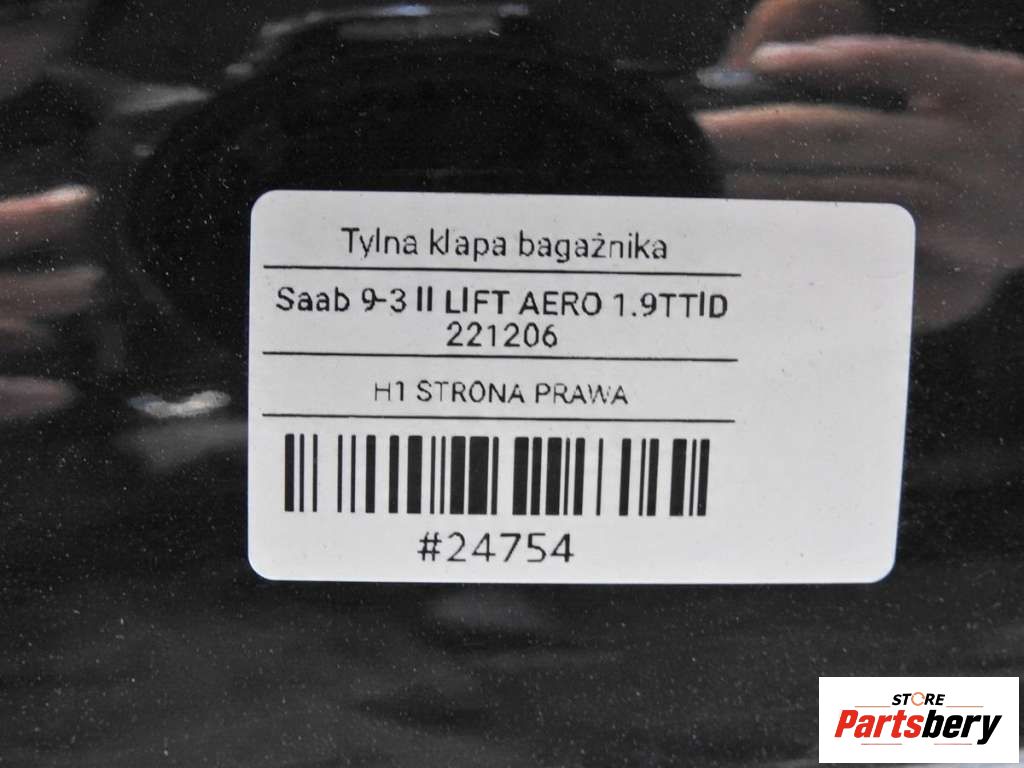 Tylna klapa bagażnika
Saab 9-3 II LIFT AERO 1.9TTID
221206
H1 STRONA PRAWA
#24754
STORE
Partsbery